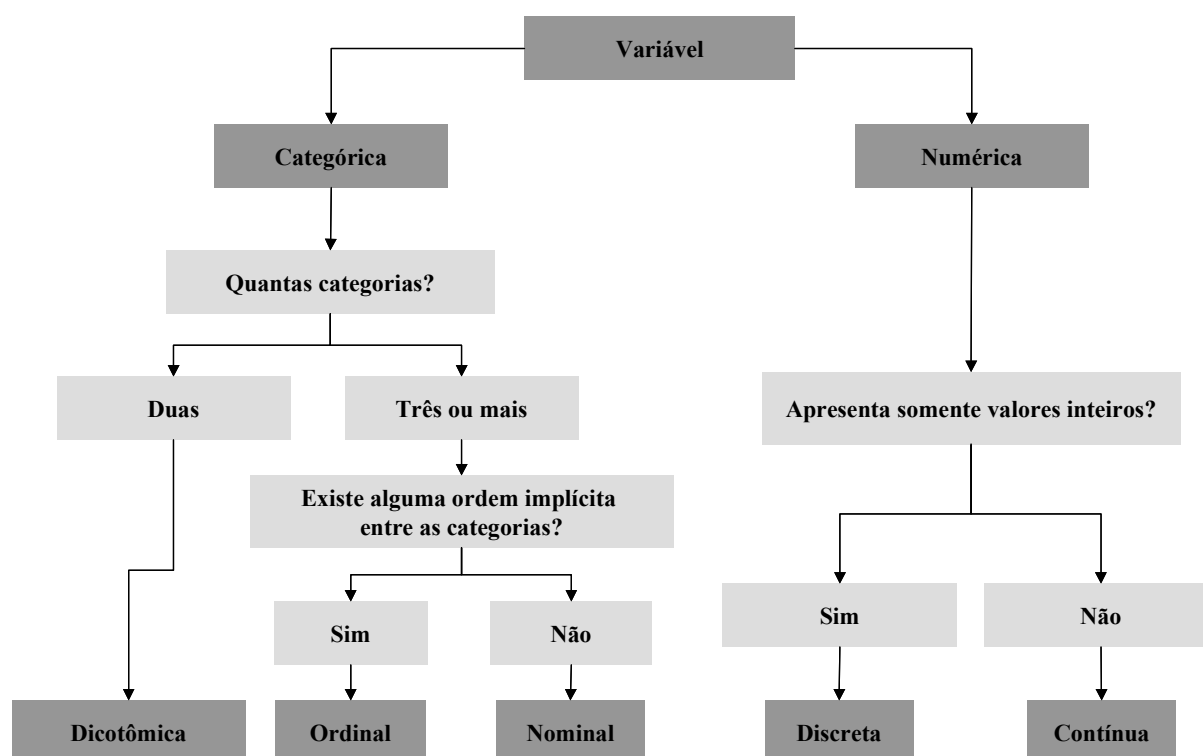 Variável
Categórica
Numérica
Quantas categorias?
Duas
Três ou mais
Apresenta somente valores inteiros?
Existe alguma ordem implícita
entre as categorias?
Sim
Não
Sim
Não
Dicotômica
Ordinal
Nominal
Discreta
Contínua